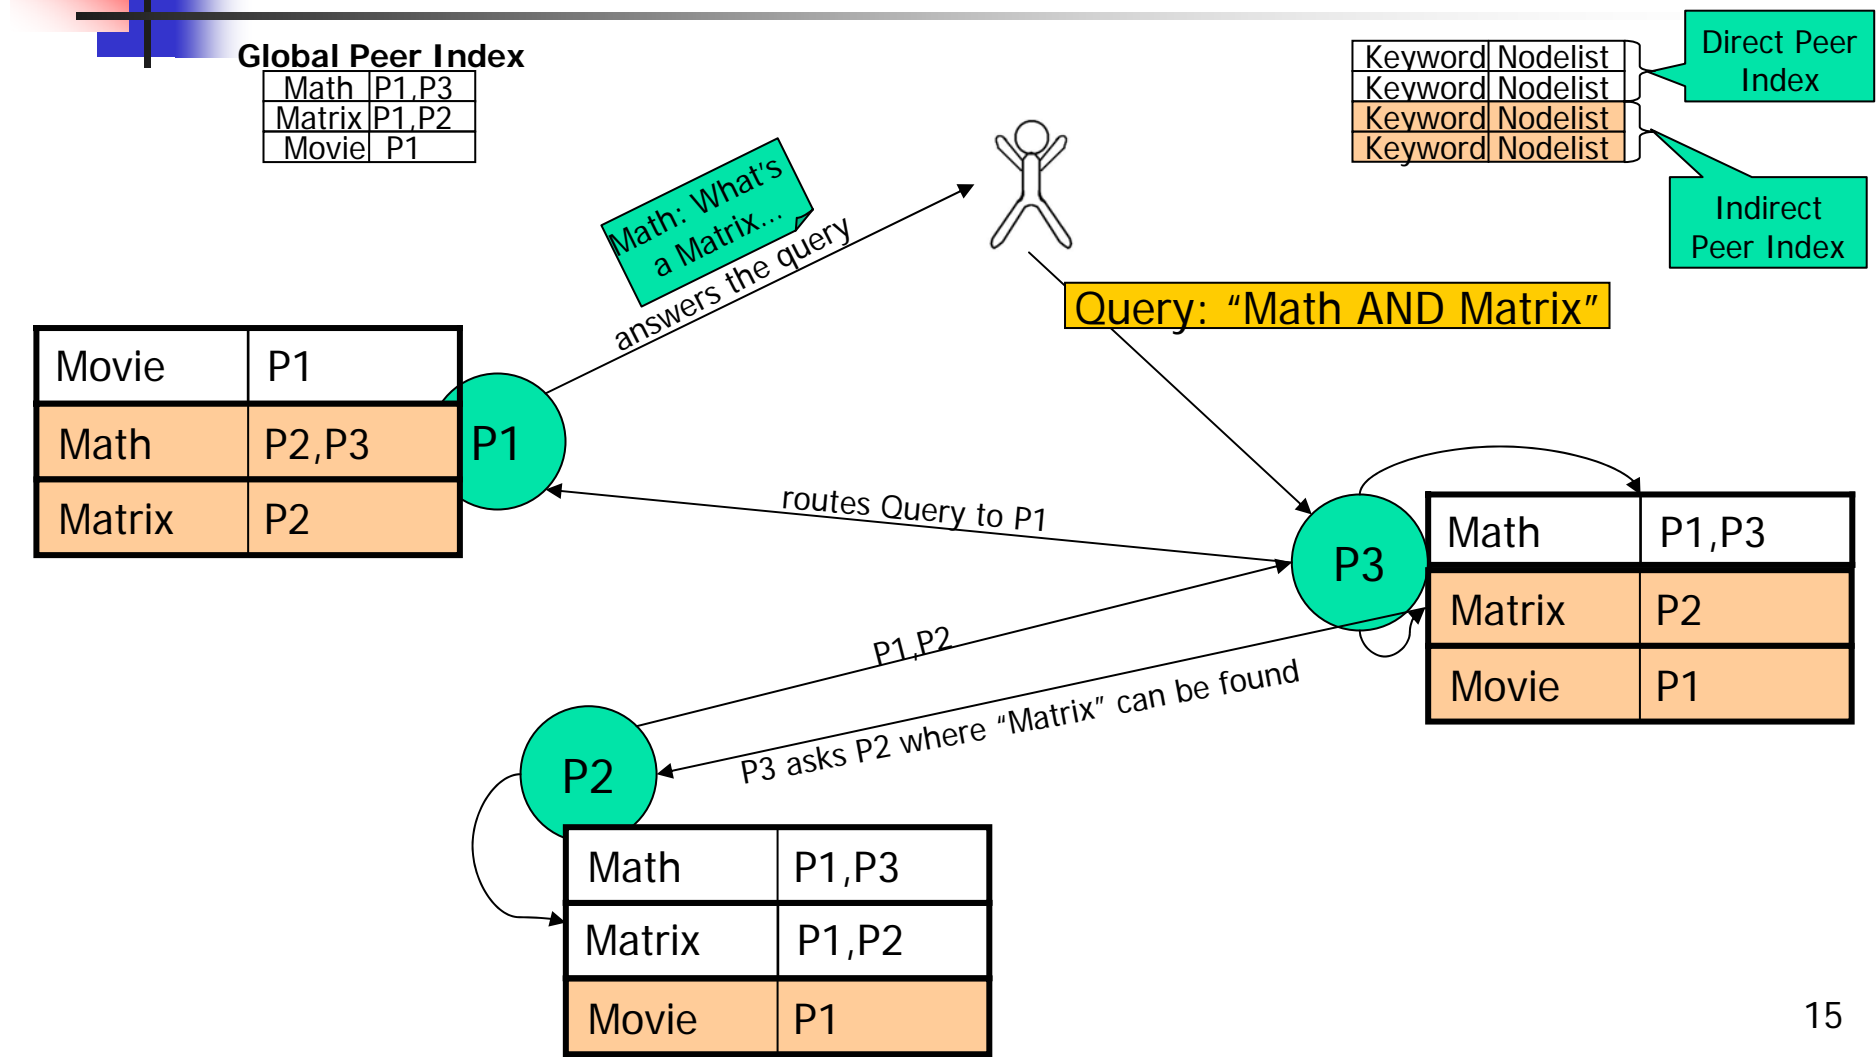 Global Peer Index
Math P1,P3
Matrix P1,P2
Movie P1
Keyword Nodelist
Keyword Nodelist
Keyword Nodelist
Keyword Nodelist
Direct Peer
Index
Indirect
Peer Index
Math: What's
a Matrix...
answers the query
Query: “Math AND Matrix”
Movie P1
Math P2,P3
Matrix P2
P1
routes Query to P1
P3
Math P1,P3
Matrix P2
Movie P1
P1,P2
P3 asks P2 where “Matrix” can be found
P2
Math P1,P3
Matrix P1,P2
Movie P1
15